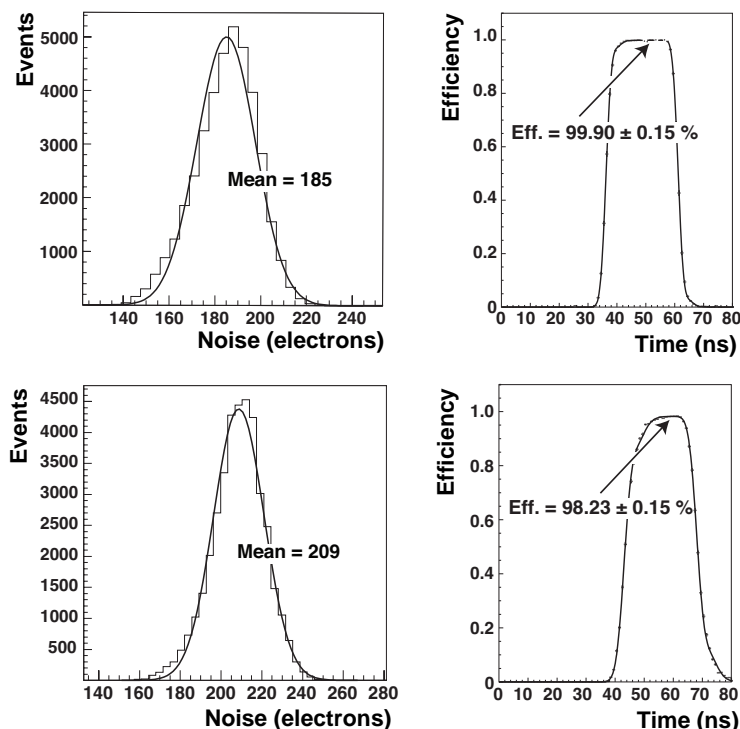 Events
5000
4000
3000
2000
1000
Mean = 185
140 160 180 200 220 240
Noise (electrons)
Efficiency
1.0
0.8
0.6
0.4
0.2
0
Eff. = 99.90 ± 0.15 %
0 10 20 30 40 50 60 70 80
Time (ns)
Events
4500
4000
3500
3000
2500
2000
1500
1000
500
Mean = 209
140 160 180 200 220 240 260 280
Noise (electrons)
Efficiency
1.0
0.8
0.6
0.4
0.2
0
Eff. = 98.23 ± 0.15 %
0 10 20 30 40 50 60 70 80
Time (ns)